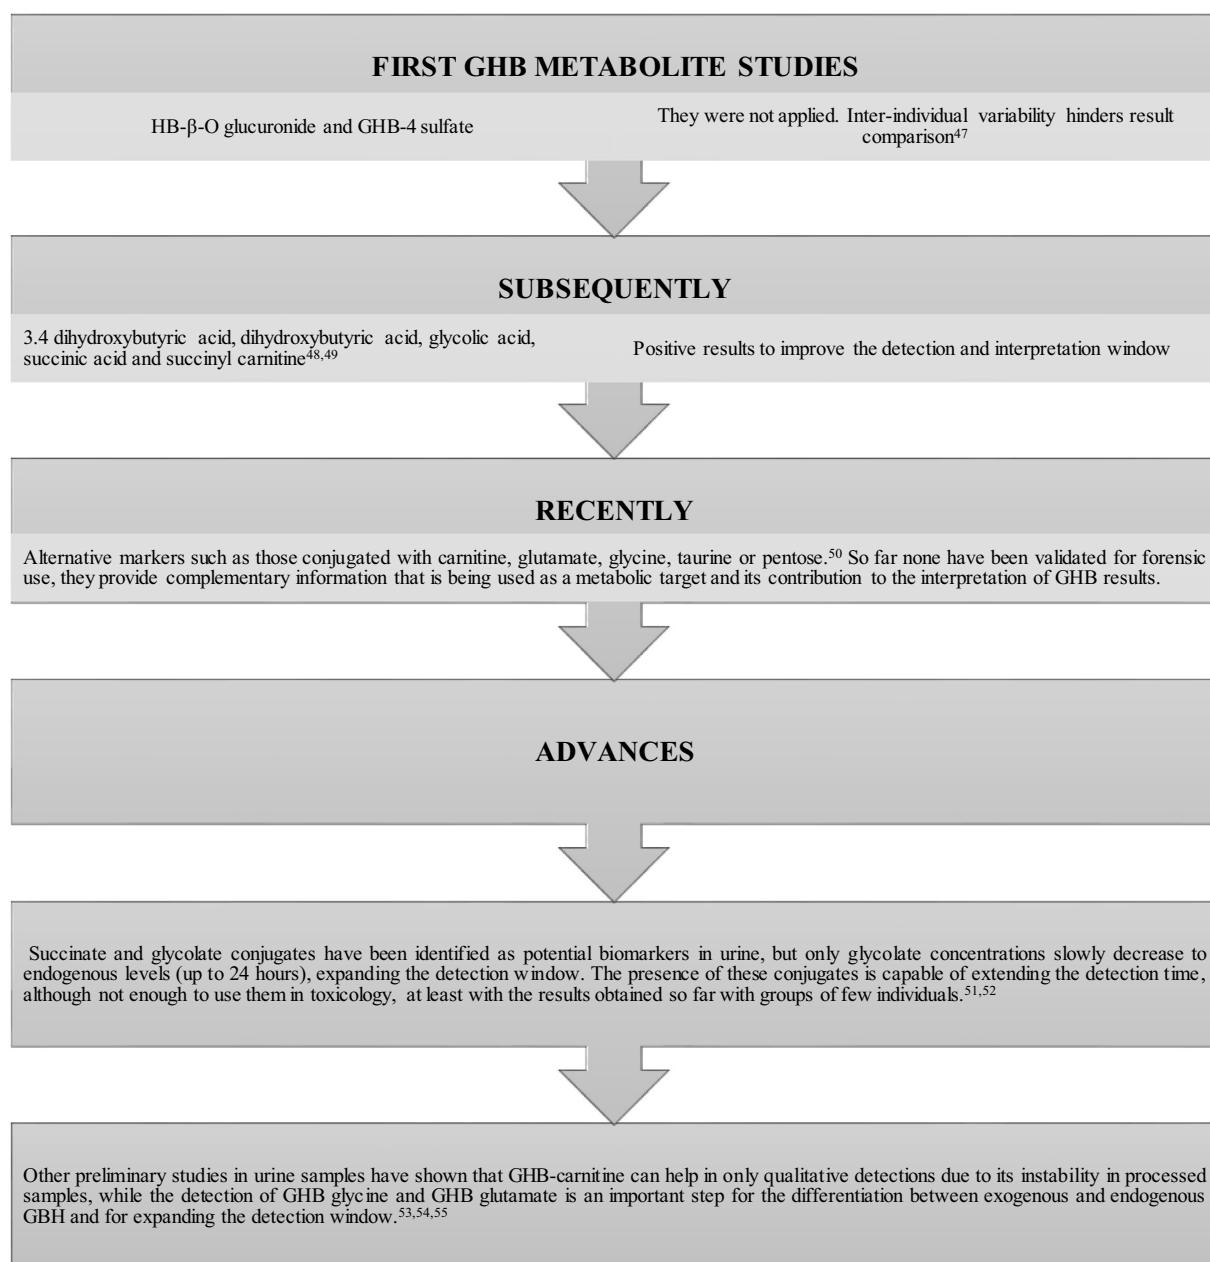 FIRST GHB METABOLITE STUDIES
HB-β-O glucuronide and GHB-4 sulfate
They were not applied. Inter-individual variability hinders result
comparison47
SUBSEQUENTLY
3.4 dihydroxybutyric acid, dihydroxybutyric acid, glycolic acid,
succinic acid and succinyl carnitine48,49
Positive results to improve the detection and interpretation window
RECENTLY
Alternative markers such as those conjugated with carnitine, glutamate, glycine, taurine or pentose.50 So far none have been validated for forensic
use, they provide complementary information that is being used as a metabolic target and its contribution to the interpretation of GHB results.
ADVANCES
Succinate and glycolate conjugates have been identified as potential biomarkers in urine, but only glycolate concentrations slowly decrease to
endogenous levels (up to 24 hours), expanding the detection window. The presence of these conjugates is capable of extending the detection time,
although not enough to use them in toxicology, at least with the results obtained so far with groups of few individuals.51,52
Other preliminary studies in urine samples have shown that GHB-carnitine can help in only qualitative detections due to its instability in processed
samples, while the detection of GHB glycine and GHB glutamate is an important step for the differentiation between exogenous and endogenous
GBH and for expanding the detection window.53,54,55